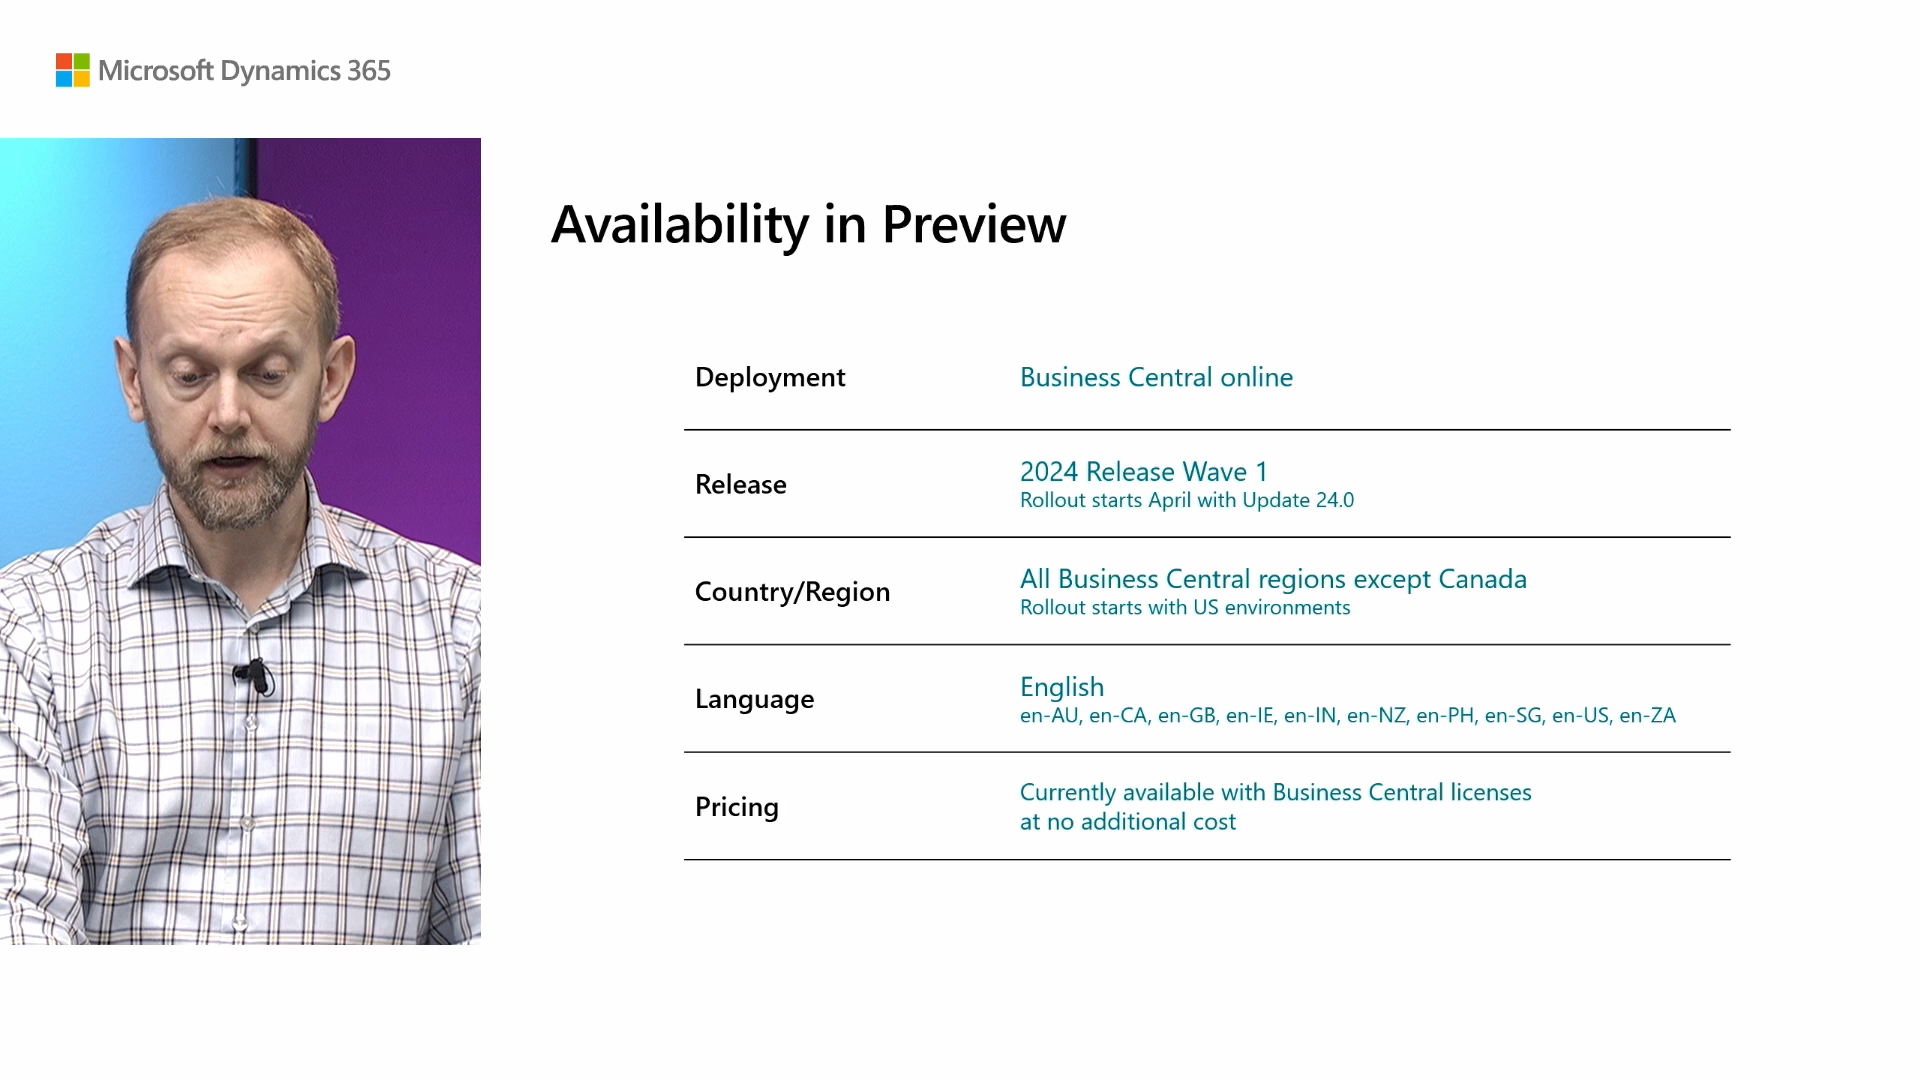 Microsoft Dynamics 365
Availability in Preview
Deployment
Business Central online
Release
2024 Release Wave 1
Rollout starts April with Update 24.0
Country/Region
All Business Central regions except Canada
Rollout starts with US environments
Language
English
en-AU, en-CA, en-GB, en-IE, en-IN, en-NZ, en-PH, en-SG, en-US, en-ZA
Pricing
Currently available with Business Central licenses
at no additional cost